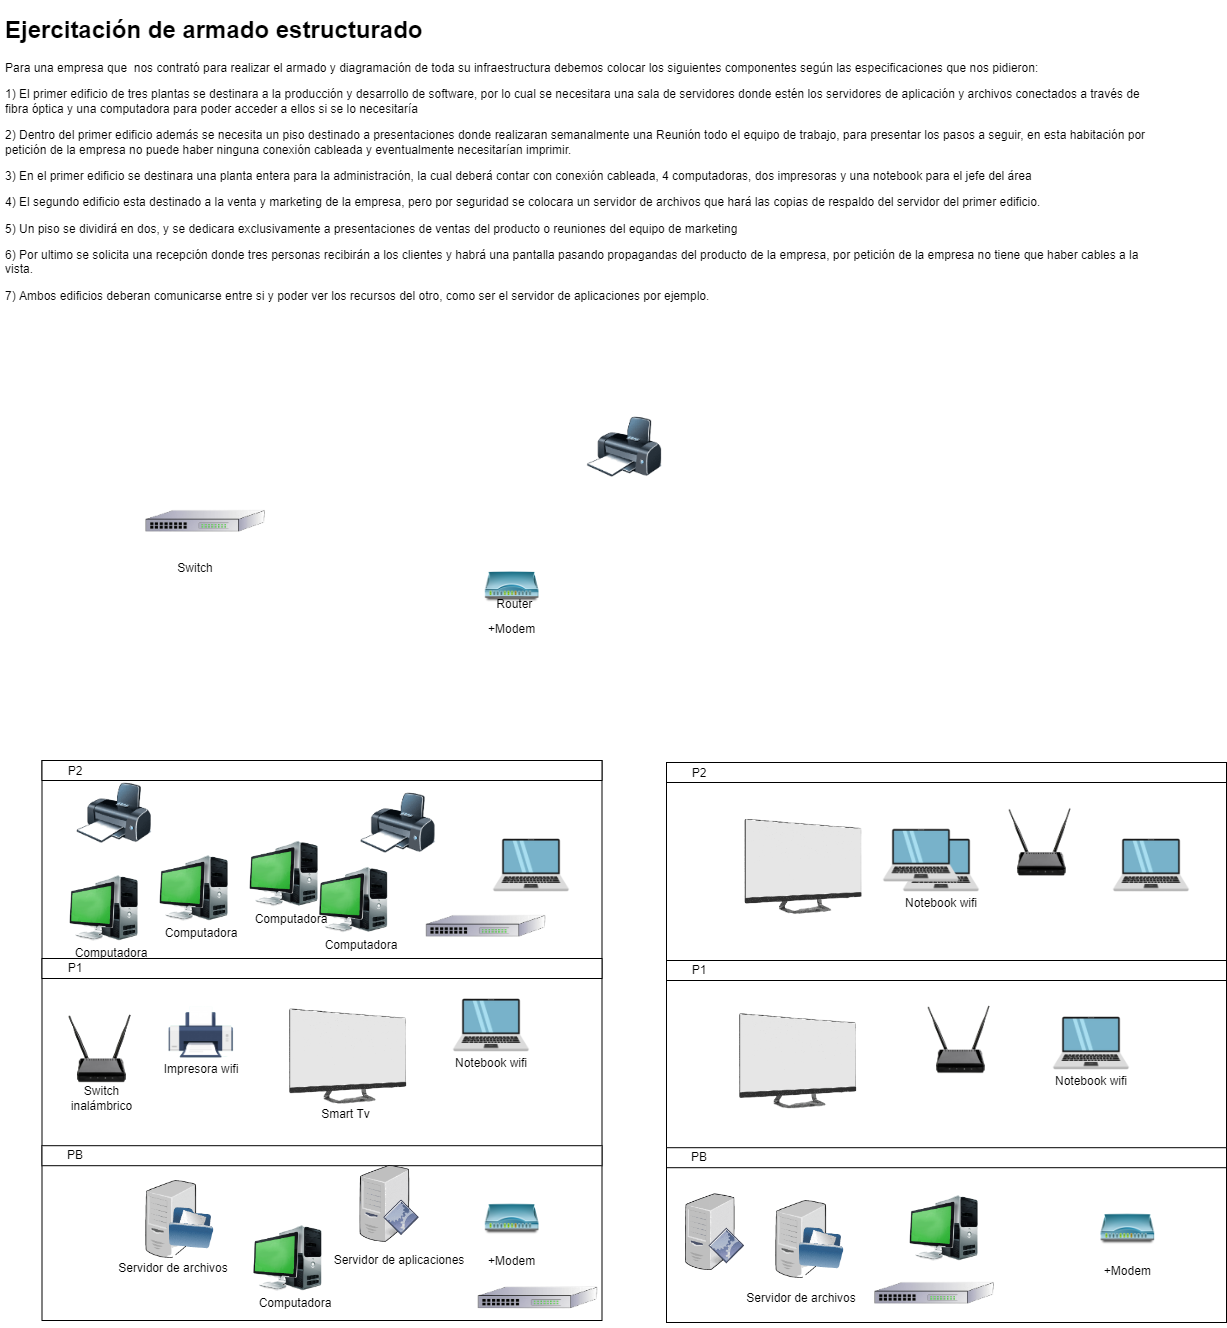 Ejercitación de armado estructurado
Para una empresa que  nos contrató para realizar el armado y diagramación de toda su infraestructura debemos colocar los siguientes componentes según las especificaciones que nos pidieron:
1) El primer edificio de tres plantas se destinara a la producción y desarrollo de software, por lo cual se necesitara una sala de servidores donde estén los servidores de aplicación y archivos conectados a través de
fibra óptica y una computadora para poder acceder a ellos si se lo necesitaría
2) Dentro del primer edificio además se necesita un piso destinado a presentaciones donde realizaran semanalmente una Reunión todo el equipo de trabajo, para presentar los pasos a seguir, en esta habitación por
petición de la empresa no puede haber ninguna conexión cableada y eventualmente necesitarían imprimir.
3) En el primer edificio se destinara una planta entera para la administración, la cual deberá contar con conexión cableada, 4 computadoras, dos impresoras y una notebook para el jefe del área
4) El segundo edificio esta destinado a la venta y marketing de la empresa, pero por seguridad se colocara un servidor de archivos que hará las copias de respaldo del servidor del primer edificio.
5) Un piso se dividirá en dos, y se dedicara exclusivamente a presentaciones de ventas del producto o reuniones del equipo de marketing
6) Por ultimo se solicita una recepción donde tres personas recibirán a los clientes y habrá una pantalla pasando propagandas del producto de la empresa, por petición de la empresa no tiene que haber cables a la
vista.
7) Ambos edificios deberan comunicarse entre si y poder ver los recursos del otro, como ser el servidor de aplicaciones por ejemplo.
Switch
Router
+Modem
P2
Computadora
Computadora
Computadora
Computadora
P1
Switch
inalámbrico
Impresora wifi
Smart Tv
Notebook wifi
PB
Servidor de archivos
Computadora
Servidor de aplicaciones
+Modem
P2
Notebook wifi
P1
Notebook wifi
PB
Servidor de archivos
+Modem